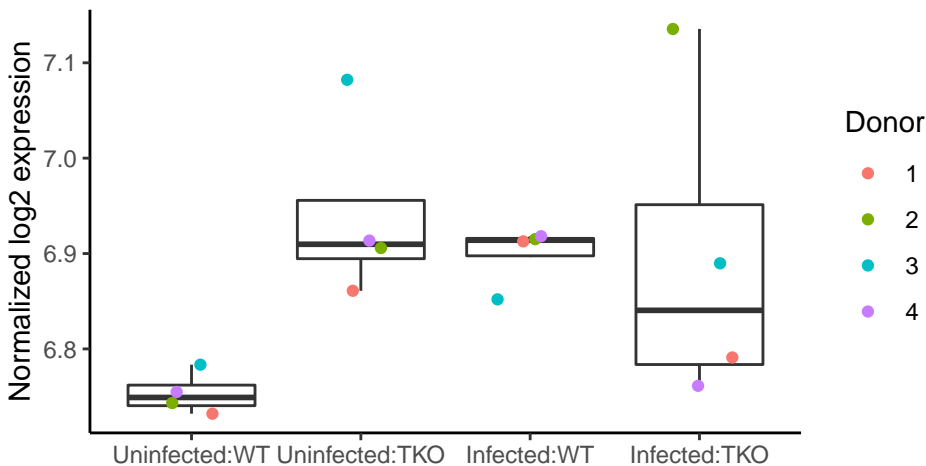 Normalized log2 expression
7.1
7.0
6.9
6.8
Uninfected:WT Uninfected:TKO Infected:WT Infected:TKO
Donor
1
2
3
4